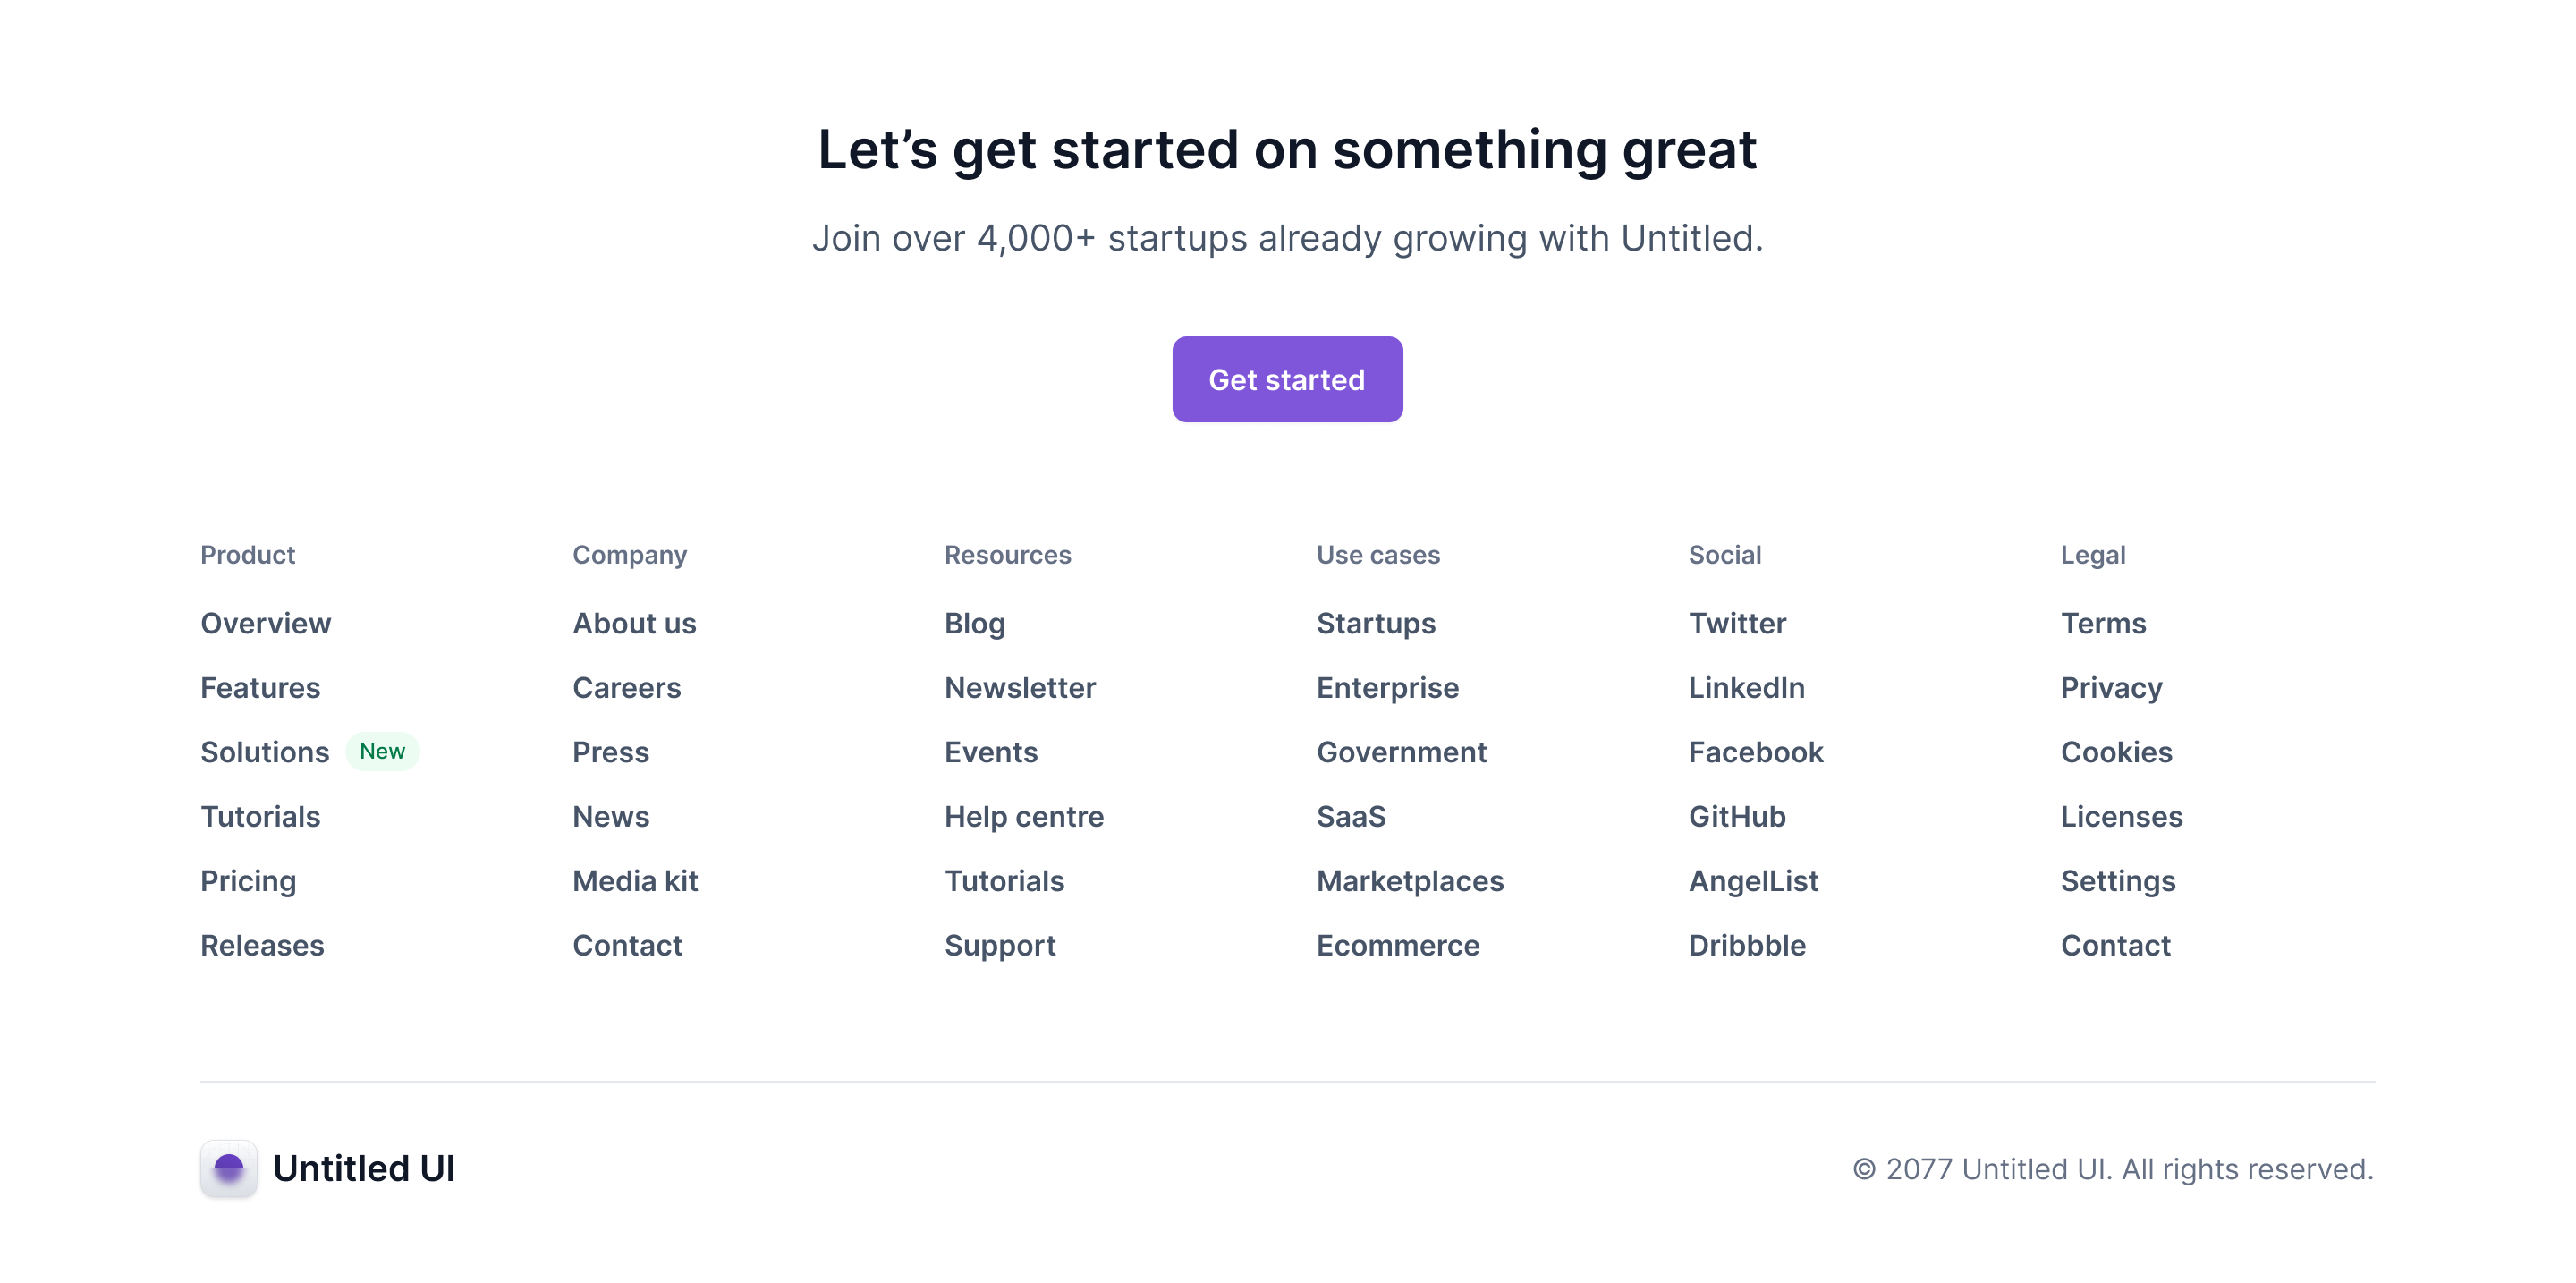 Let’s get started on something great
Join over 4,000+ startups already growing with Untitled.
Get started
Product
Overview
Features
Solutions New
Tutorials
Pricing
Releases
Company
About us
Careers
Press
News
Media kit
Contact
Resources
Blog
Newsletter
Events
Help centre
Tutorials
Support
Use cases
Startups
Enterprise
Government
SaaS
Marketplaces
Ecommerce
Social
Twitter
LinkedIn
Facebook
GitHub
AngelList
Dribbble
Legal
Terms
Privacy
Cookies
Licenses
Settings
Contact
Untitled UI
© 2077 Untitled UI. All rights reserved.